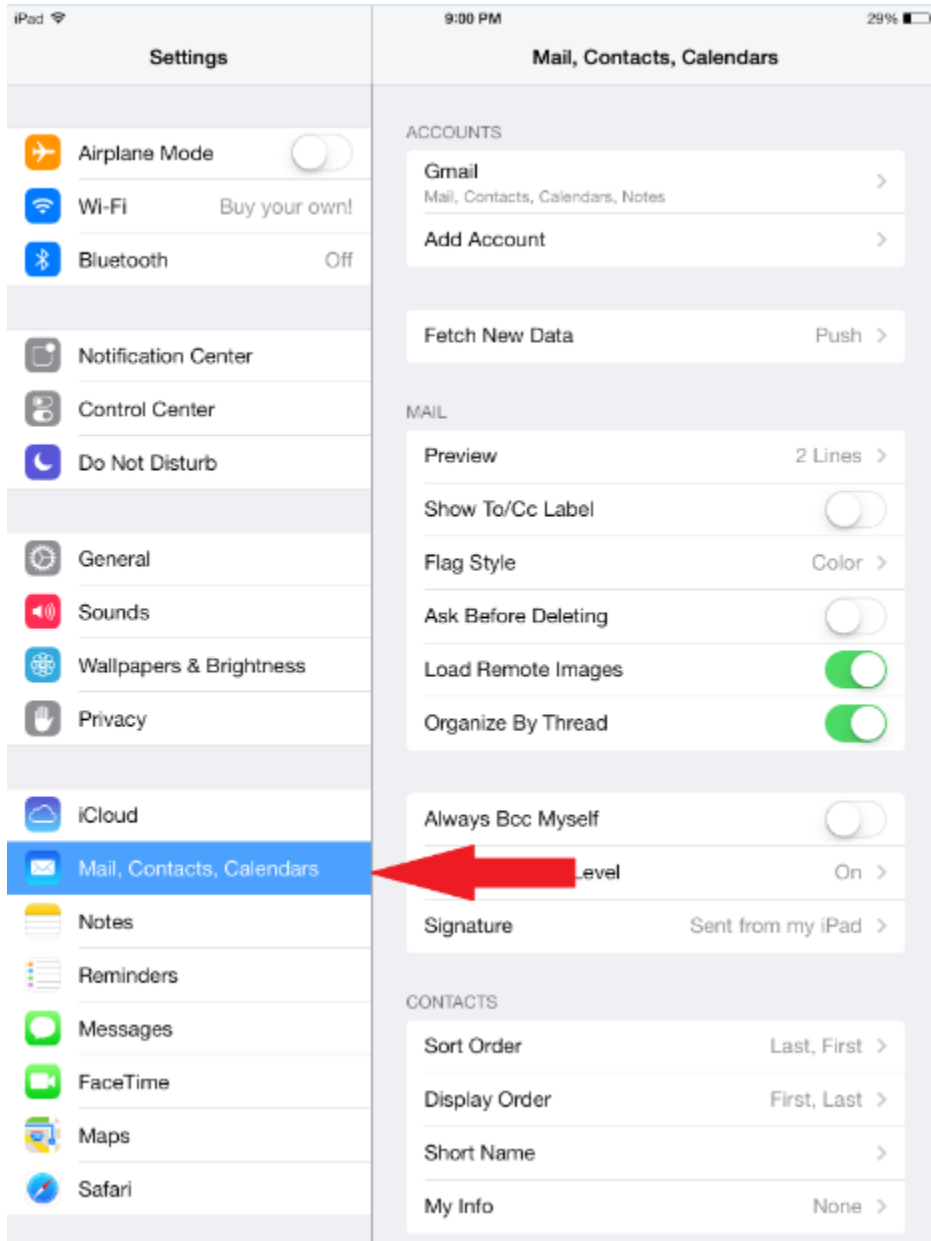 iPad 9:00 PM 29%
Settings
Airplane Mode
Wi-Fi Buy your own!
Bluetooth Off
Notification Center
Control Center
Do Not Disturb
General
Sounds
Wallpapers & Brightness
Privacy
iCloud
Mail, Contacts, Calendars
Notes
Reminders
Messages
FaceTime
Maps
Safari
Mail, Contacts, Calendars
ACCOUNTS
Gmail
Mail, Contacts, Calendars, Notes
Add Account
Fetch New Data Push
MAIL
Preview 2 Lines
Show To/Cc Label
Flag Style Color
Ask Before Deleting
Load Remote Images
Organize By Thread
Always Bcc Myself
Level On
Signature Sent from my iPad
CONTACTS
Sort Order Last, First
Display Order First, Last
Short Name
My Info None